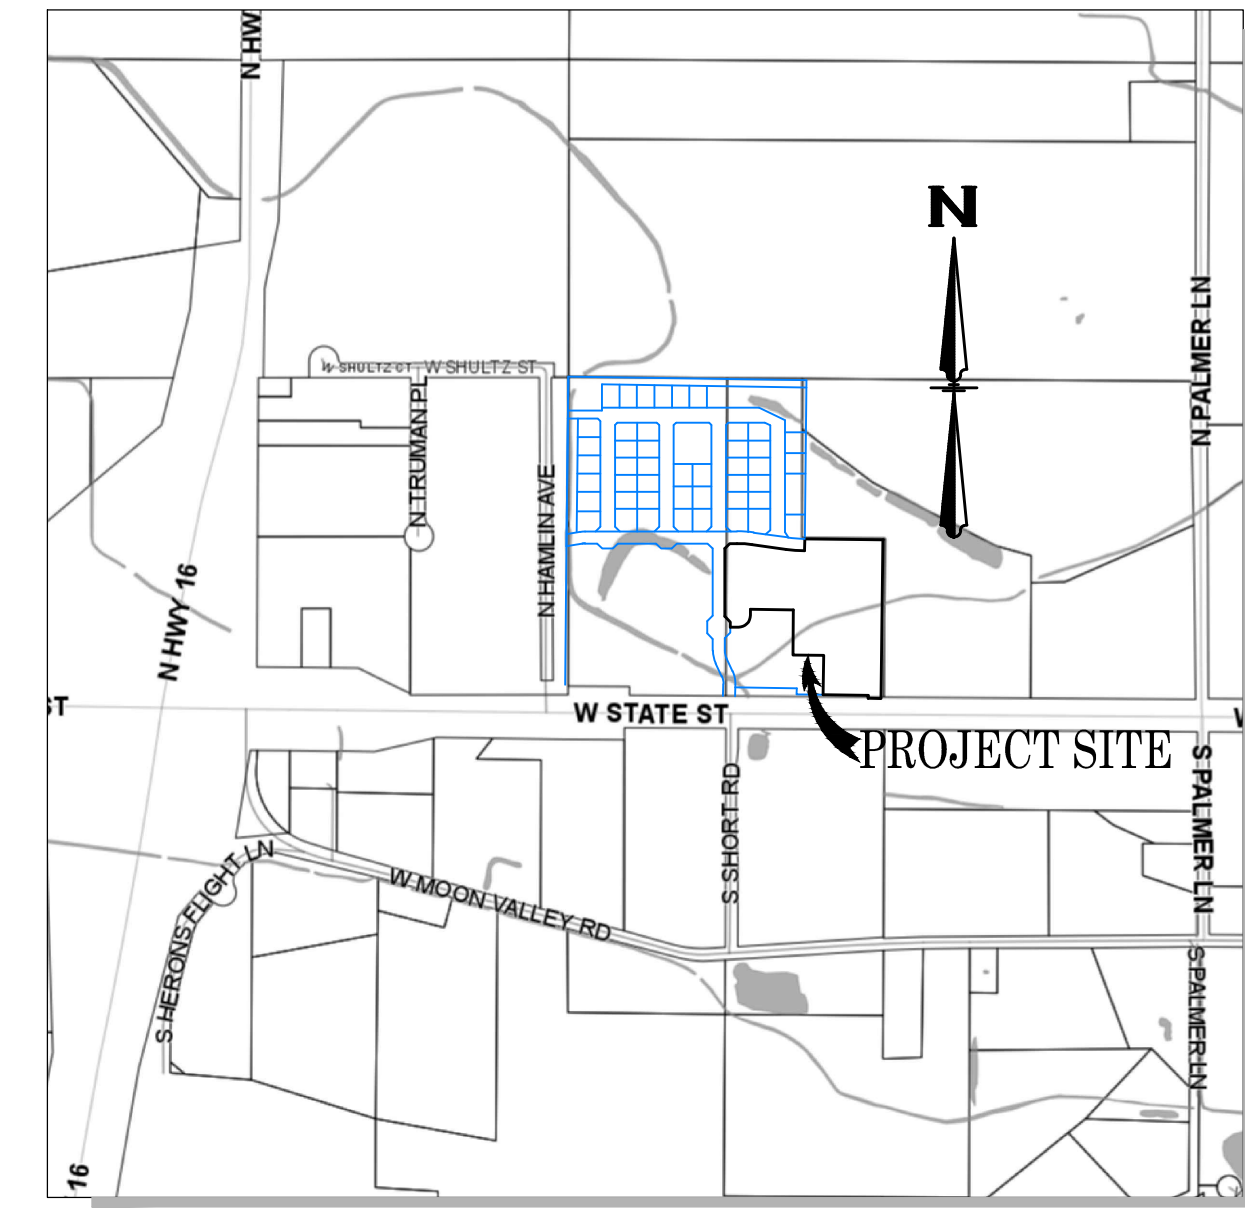 N HW
N
N PALMER LN
W SHULTZ CT
W SHULTZ ST
N TRUMAN PL
N HAMLIN AVE
N HWY 16
ST
W STATE ST
W
PROJECT SITE
S SHORT RD
S PALMER LN
S HERONS FLIGHT LN
W MOON VALLEY RD
S PALMER LN
16